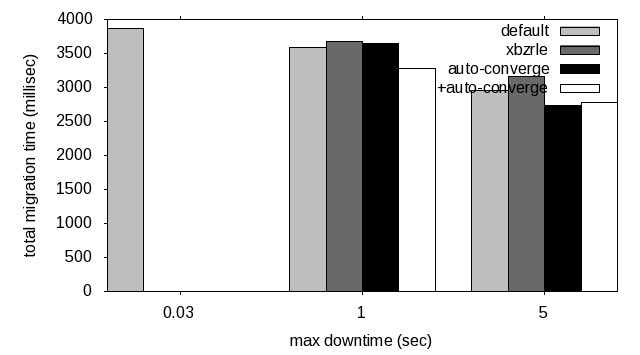 4000
3500
3000
2500
2000
1500
1000
500
0
total migration time (millisec)
default
xbzrle
auto-converge
+auto-converge
0.03
1
5
max downtime (sec)